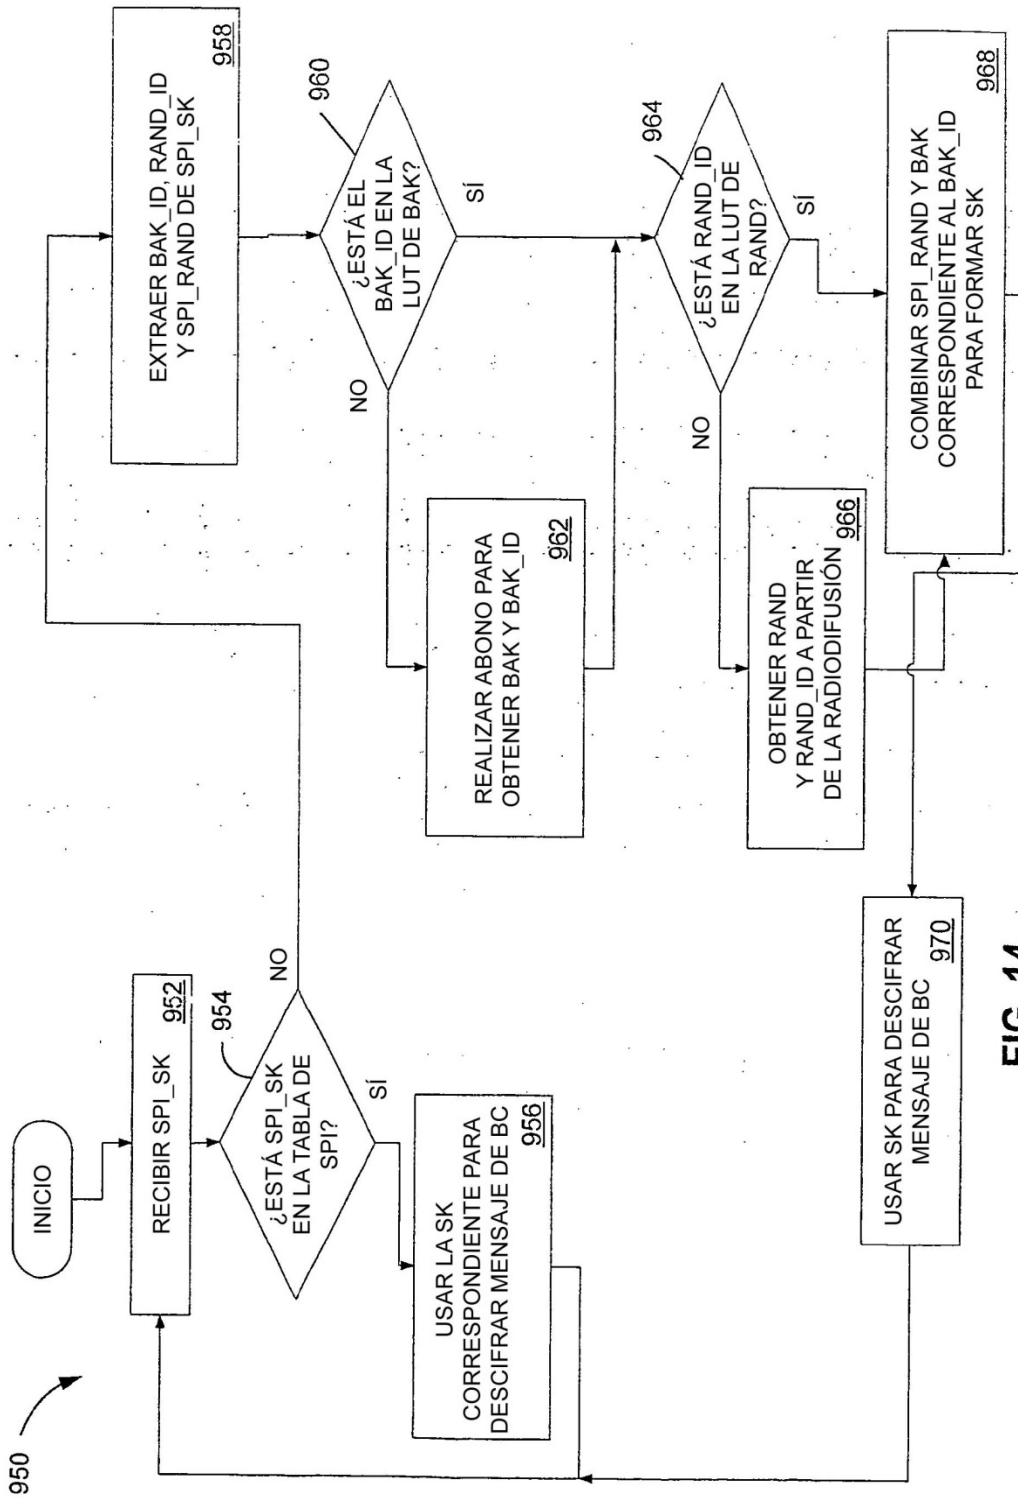 950
INICIO
RECIBIR SPI_SK
952
954
¿ESTÁ SPI_SK
EN LA TABLA DE
SPI?
NO
SÍ
USAR LA SK
CORRESPONDIENTE PARA
DESCIFRAR MENSAJE DE BC
956
EXTRAER BAK_ID, RAND_ID
Y SPI_RAND DE SPI_SK
958
960
¿ESTÁ EL
BAK_ID EN LA
LUT DE BAK?
NO
SÍ
REALIZAR ABONO PARA
OBTENER BAK Y BAK_ID
962
964
¿ESTÁ RAND_ID
EN LA LUT DE
RAND?
NO
SÍ
OBTENER RAND
Y RAND_ID A PARTIR
DE LA RADIODIFUSIÓN
966
COMBINAR SPI_RAND Y BAK
CORRESPONDIENTE AL BAK_ID
PARA FORMAR SK
968
USAR SK PARA DESCIFRAR
MENSAJE DE BC
970
FIG. 14